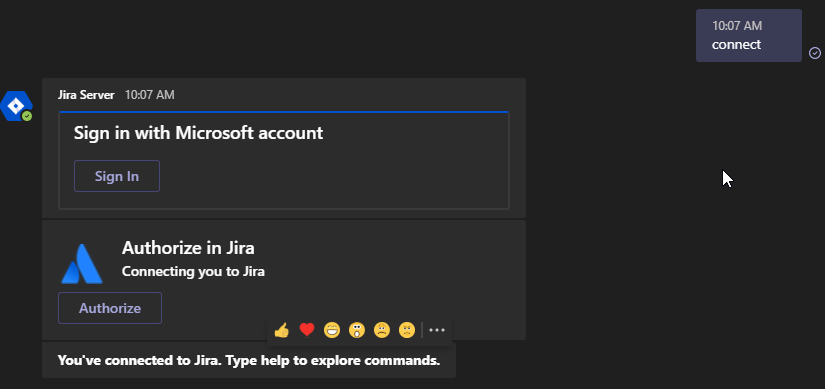 10:07 AM
connect
Jira Server 10:07 AM
Sign in with Microsoft account
Sign In
Authorize in Jira
Connecting you to Jira
Authorize
You've connected to Jira. Type help to explore commands.